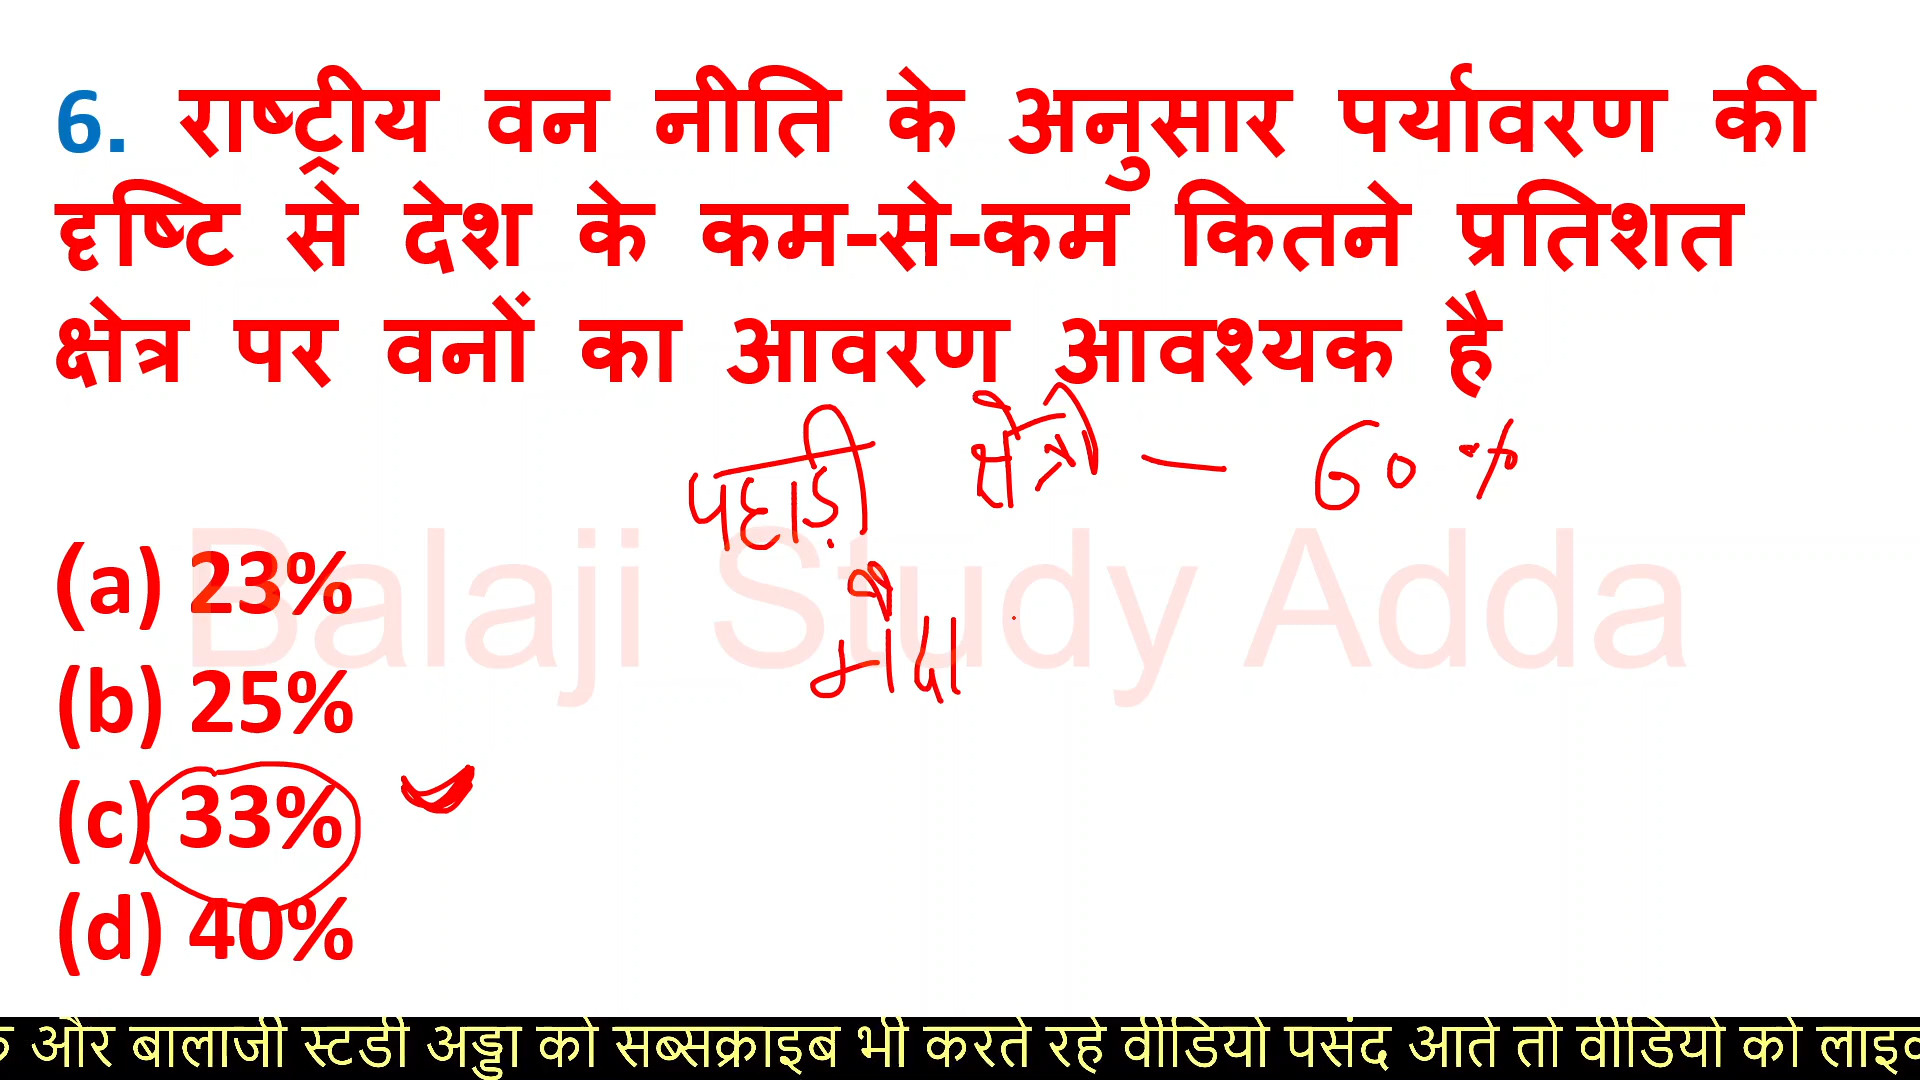 6. राष्ट्रीय वन नीति के अनुसार पर्यावरण की
दृष्टि से देश के कम-से-कम कितने प्रतिशत
क्षेत्र पर वनों का आवरण आवश्यक है
पहाड़ी क्षेत्रों — 60%
(a) 23%
(b) 25%
(c) 33%
(d) 40%
Balaji Study Adda
और बालाजी स्टडी अड्डा को सब्सक्राइब भी करते रहे वीडियो पसंद आते तो वीडियो को